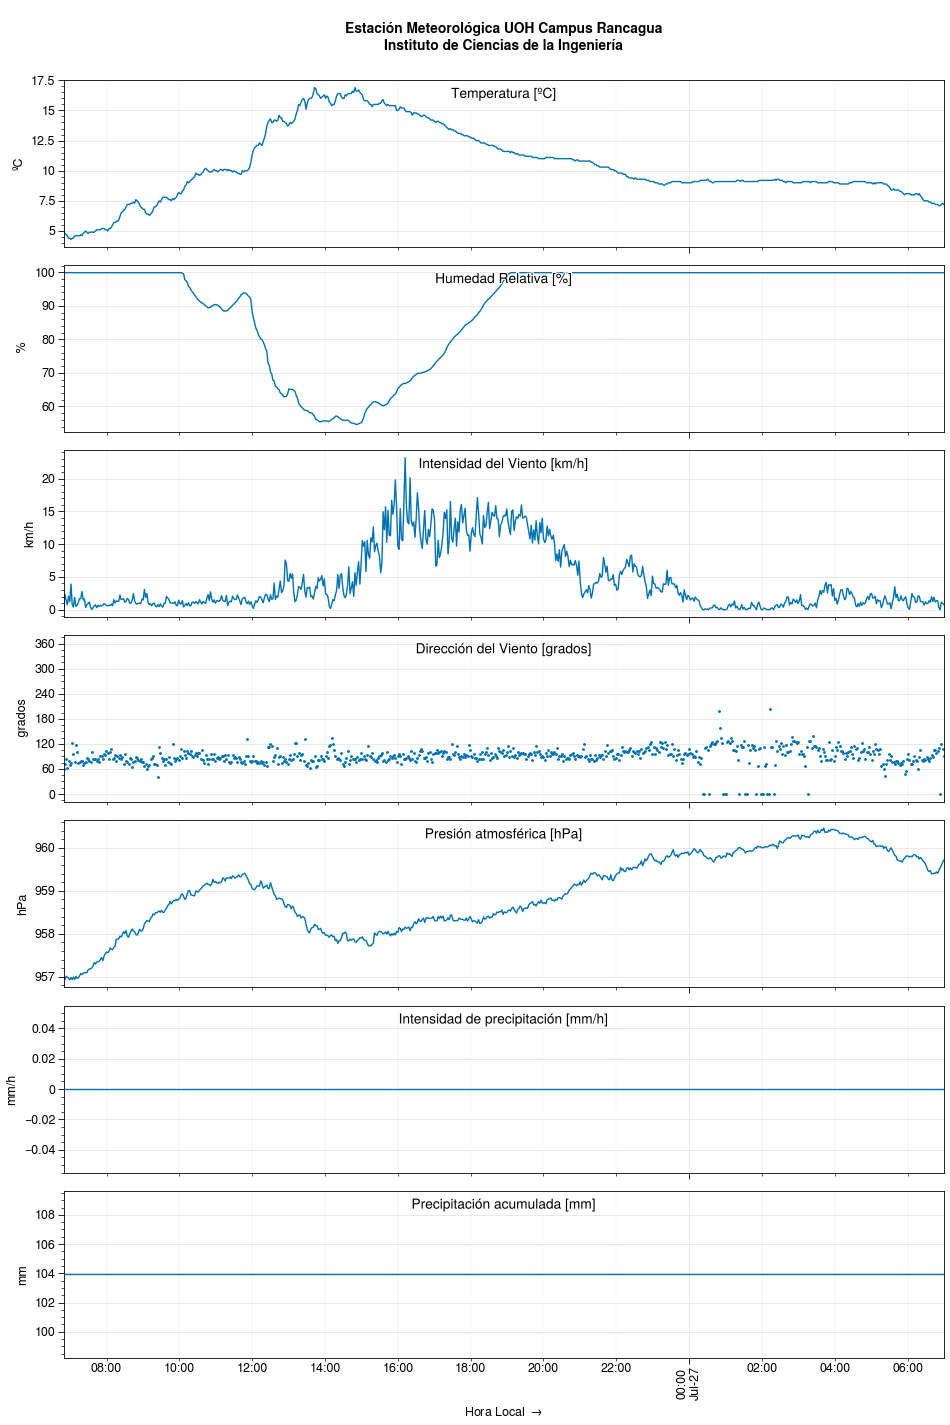 Estación Meteorológica UOH Campus Rancagua
Instituto de Ciencias de la Ingeniería
Temperatura [ºC]
ºC
17.5
15
12.5
10
7.5
5
Humedad Relativa [%]
%
100
90
80
70
60
Intensidad del Viento [km/h]
km/h
20
15
10
5
0
Dirección del Viento [grados]
grados
360
300
240
180
120
60
0
Presión atmosférica [hPa]
hPa
960
959
958
957
Intensidad de precipitación [mm/h]
mm/h
0.04
0.02
0
−0.02
−0.04
Precipitación acumulada [mm]
mm
108
106
104
102
100
08:00 10:00 12:00 14:00 16:00 18:00 20:00 22:00 00:00 02:00 04:00 06:00
Jul-27
Hora Local →